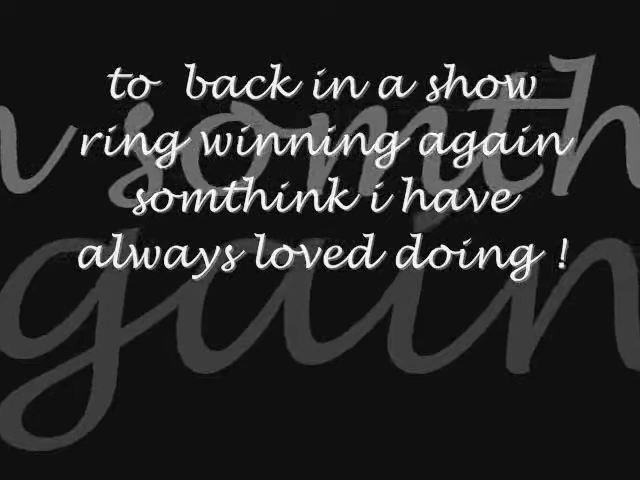 to back in a show
ring winning again
somthink i have
always loved doing !